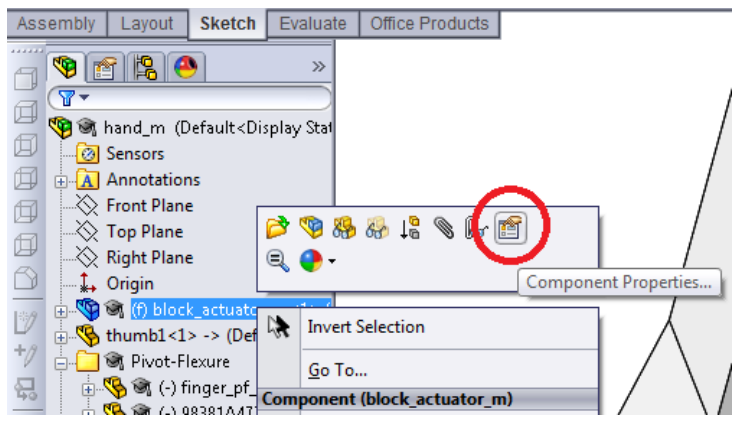 Assembly Layout Sketch Evaluate Office Products
hand_m (Default<Display Stat
Sensors
A Annotations
Front Plane
Top Plane
Right Plane
Origin
Component Properties...
(f) block_actuato
thumb1<1> -> (Def
Invert Selection
Pivot-Flexure
Go To...
(-) finger_pf_
Component (block_actuator_m)